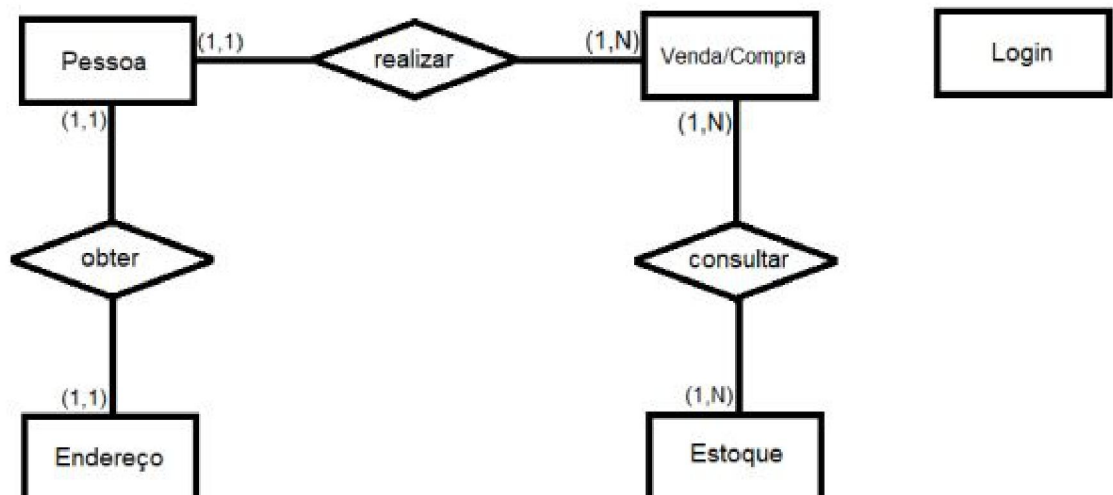 Pessoa
(1,1)
realizar
(1,N)
Venda/Compra
Login
(1,1)
(1,N)
obter
consultar
(1,1)
(1,N)
Endereço
Estoque